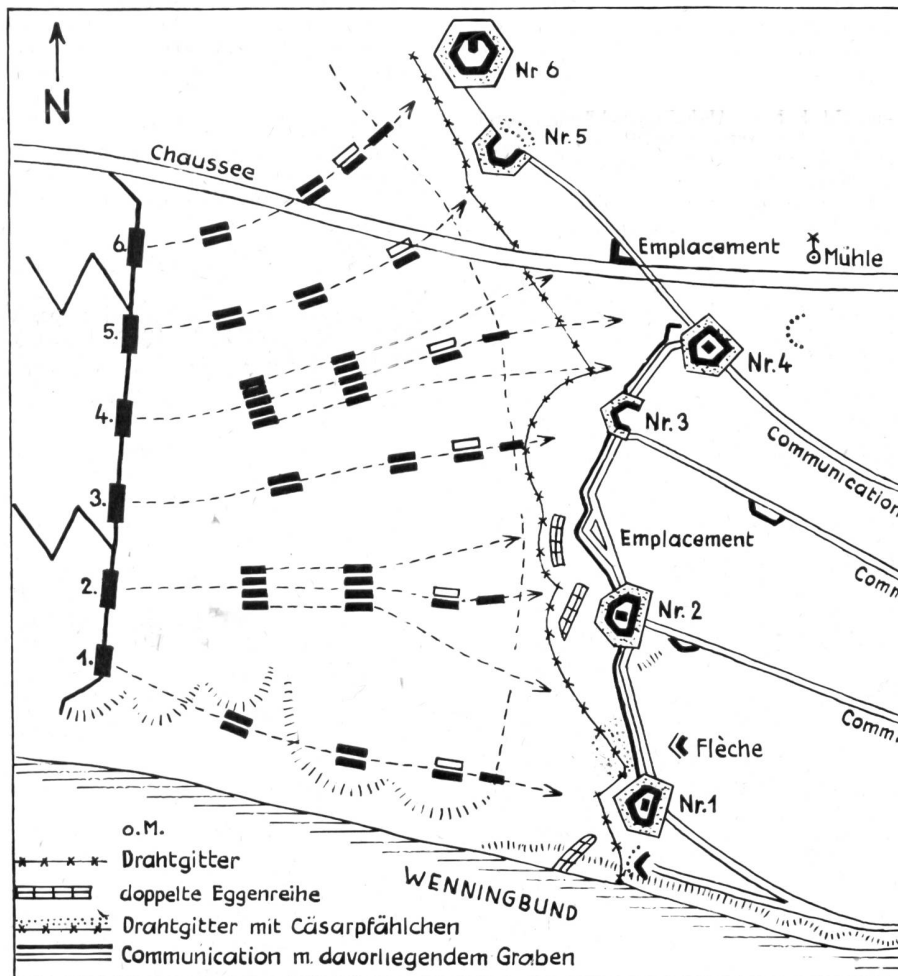 N
Chaussee
Nr 6
Nr.5
Emplacement
Mühle
Nr.4
Nr.3
Communication
Emplacement
Comm
Nr.2
Comm
Flèche
Nr.1
6.
5.
4.
3.
2.
1.
WENNINGBUND
o.M.
Drahtgitter
doppelte Eggenreihe
Drahtgitter mit Cäsarpfählchen
Communication m. davorliegendem Graben